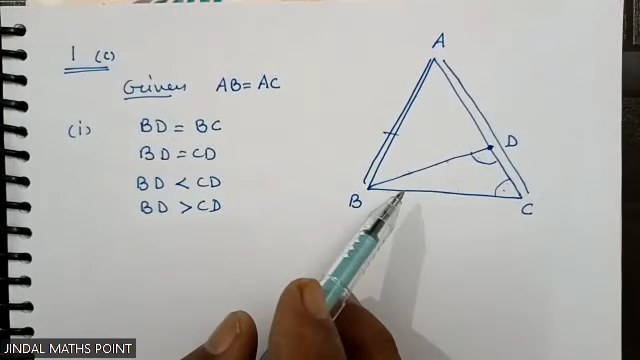 1 (c)
Given AB = AC
(i) BD = BC
BD = CD
BD < CD
BD > CD
A
D
B
C
JINDAL MATHS POINT